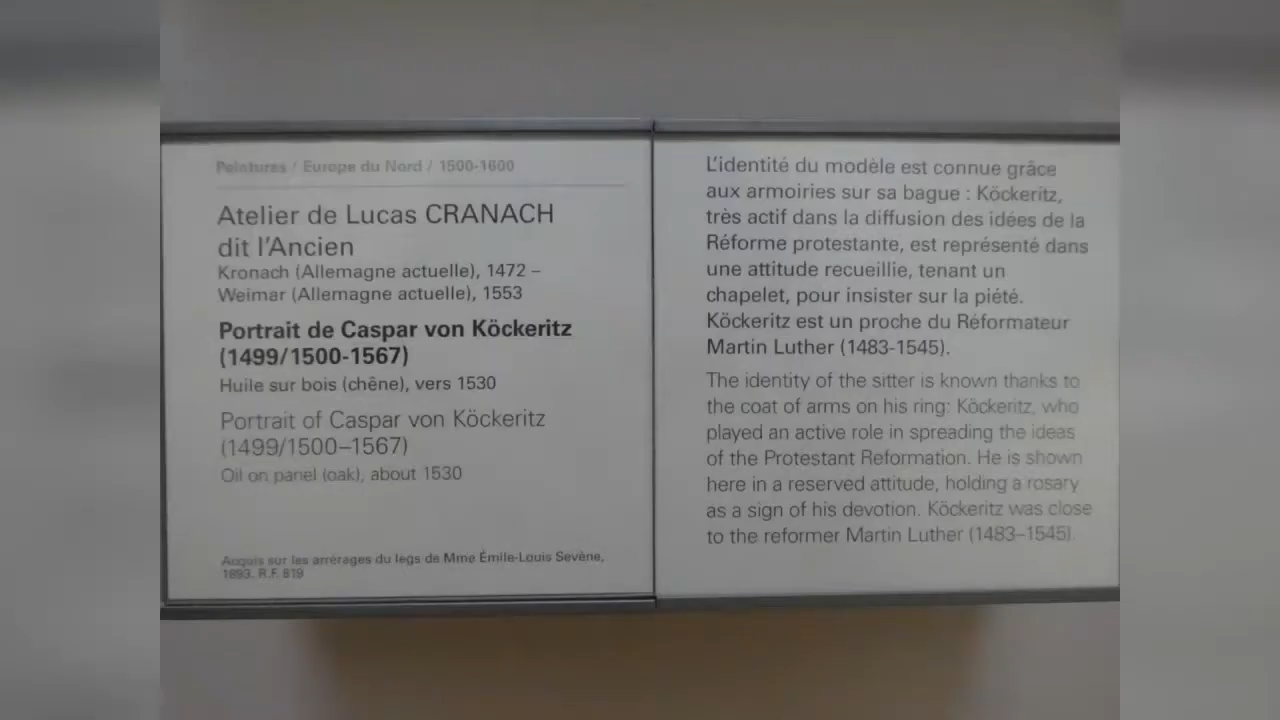 Peintures / Europe du Nord / 1500-1600
Atelier de Lucas CRANACH
dit l'Ancien
Kronach (Allemagne actuelle), 1472 –
Weimar (Allemagne actuelle), 1553
Portrait de Caspar von Köckeritz
(1499/1500-1567)
Huile sur bois (chêne), vers 1530
Portrait of Caspar von Köckeritz
(1499/1500–1567)
Oil on panel (oak), about 1530
Acquis sur les arrérages du legs de Mme Émile-Louis Sevène,
1893. R.F. 819
L'identité du modèle est connue grâce
aux armoiries sur sa bague : Köckeritz,
très actif dans la diffusion des idées de la
Réforme protestante, est représenté dans
une attitude recueillie, tenant un
chapelet, pour insister sur la piété.
Köckeritz est un proche du Réformateur
Martin Luther (1483-1545).
The identity of the sitter is known thanks to
the coat of arms on his ring: Köckeritz, who
played an active role in spreading the ideas
of the Protestant Reformation. He is shown
here in a reserved attitude, holding a rosary
as a sign of his devotion. Köckeritz was close
to the reformer Martin Luther (1483–1545).